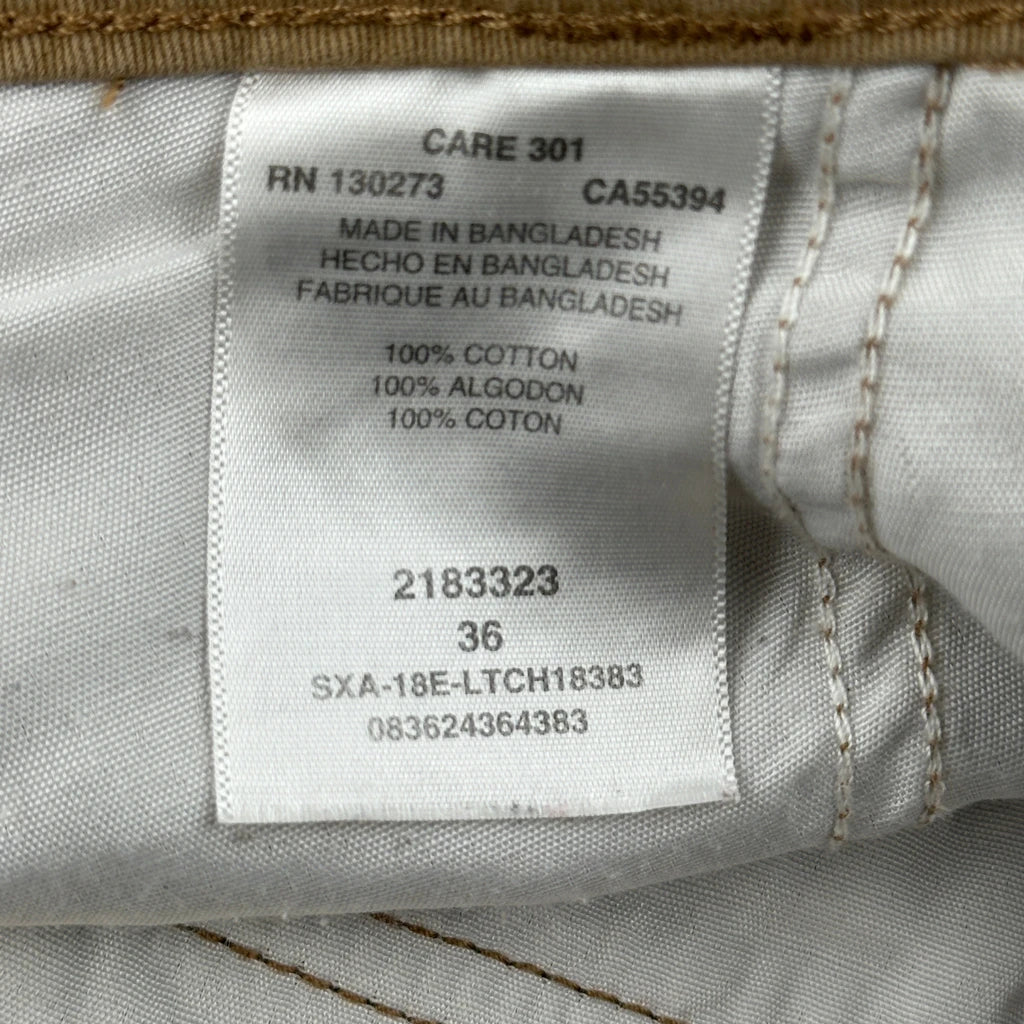 CARE 301
RN 130273 CA55394
MADE IN BANGLADESH
HECHO EN BANGLADESH
FABRIQUE AU BANGLADESH
100% COTTON
100% ALGODON
100% COTON
2183323
36
SXA-18E-LTCH18383
083624364383